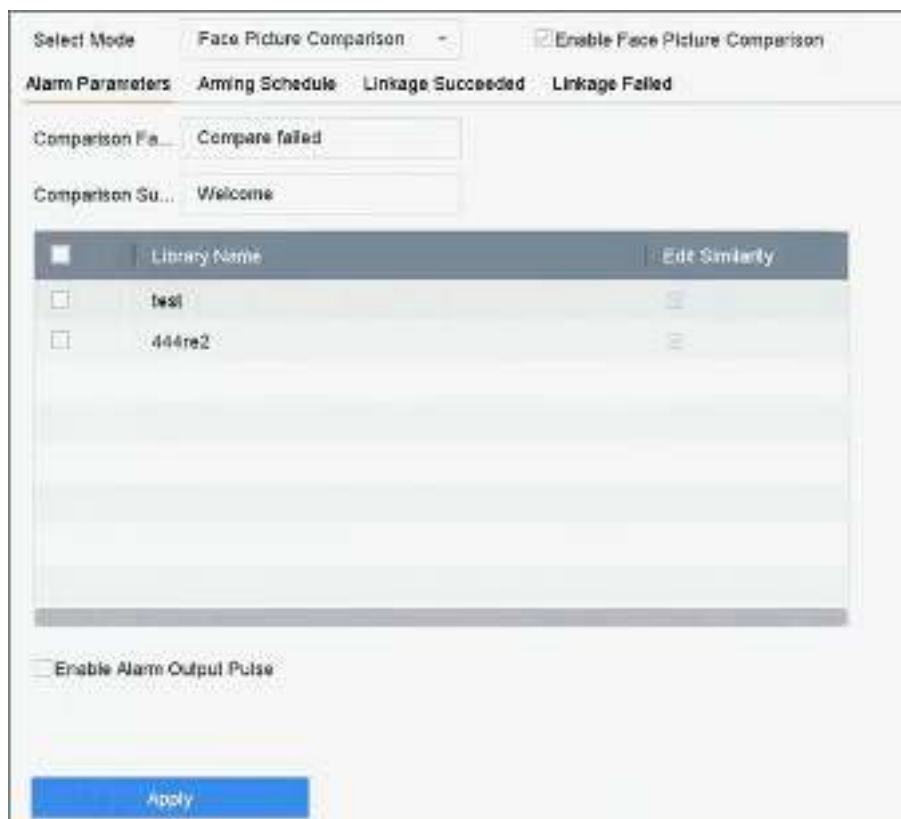 Select Mode Face Picture Comparison Enable Face Picture Comparison
Alarm Parameters Arming Schedule Linkage Succeeded Linkage Failed
Comparison Fa... Compare failed
Comparison Su... Welcome
Library Name Edit Similarity
test
444re2
Enable Alarm Output Pulse
Apply